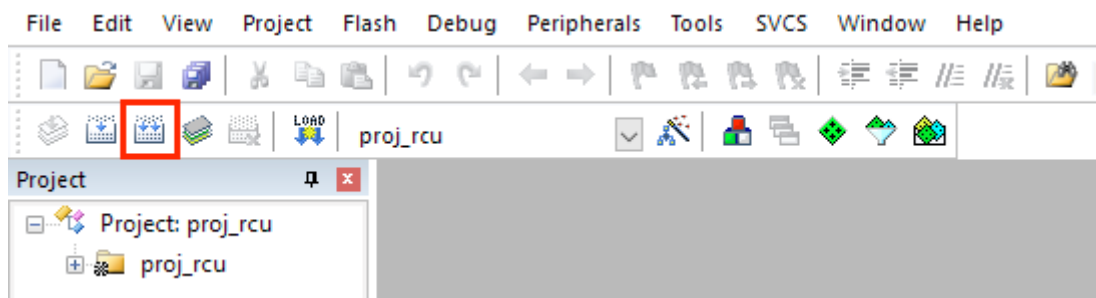 File Edit View Project Flash Debug Peripherals Tools SVCS Window Help
LOAD
proj_rcu
Project
Project: proj_rcu
proj_rcu